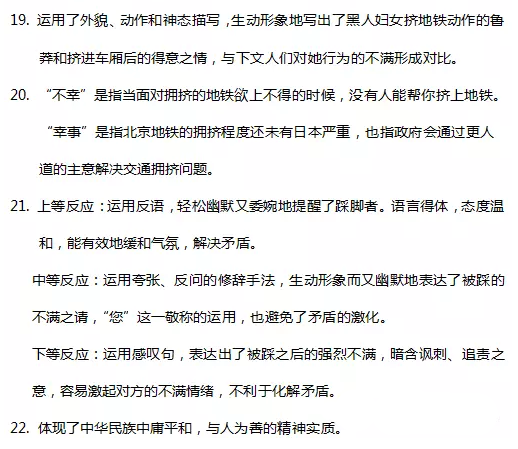 19. 运用了外貌、动作和神态描写，生动形象地写出了黑人妇女挤地铁动作的鲁
莽和挤进车厢后的得意之情，与下文人们对她行为的不满形成对比。
20. “不幸”是指当面对拥挤的地铁欲上不得的时候，没有人能帮你挤上地铁。
“幸事”是指北京地铁的拥挤程度还未有日本严重，也指政府会通过更人
道的主意解决交通拥挤问题。
21. 上等反应：运用反语，轻松幽默又委婉地提醒了踩脚者。语言得体，态度温
和，能有效地缓和气氛，解决矛盾。
中等反应：运用夸张、反问的修辞手法，生动形象而又幽默地表达了被踩的
不满之请，“您”这一敬称的运用，也避免了矛盾的激化。
下等反应：运用感叹句，表达出了被踩之后的强烈不满，暗含讽刺、追责之
意，容易激起对方的不满情绪，不利于化解矛盾。
22. 体现了中华民族中庸平和，与人为善的精神实质。